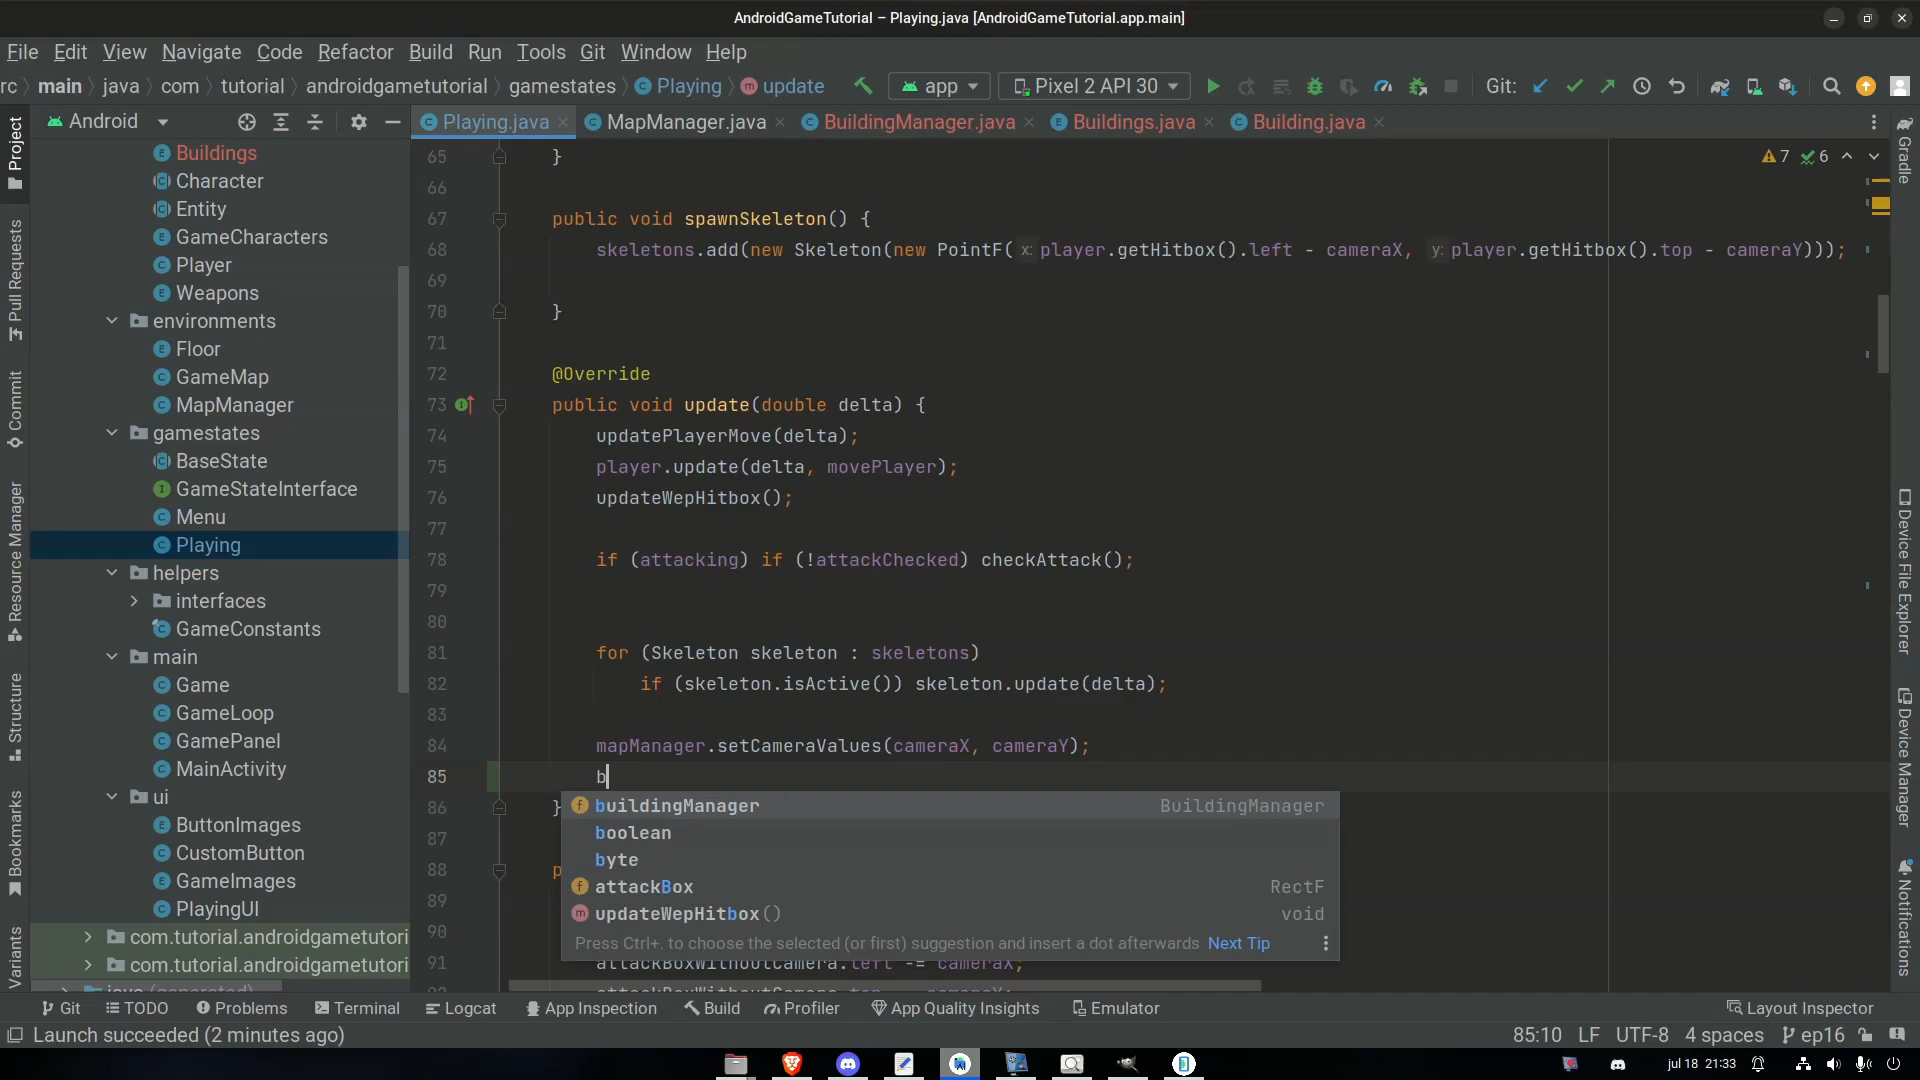 AndroidGameTutorial – Playing.java [AndroidGameTutorial.app.main]
File Edit View Navigate Code Refactor Build Run Tools Git Window Help
rc main java com tutorial androidgametutorial gamestates Playing update app Pixel 2 API 30 Git:
Android
Playing.java MapManager.java BuildingManager.java Buildings.java Building.java
Project
Pull Requests
Commit
Resource Manager
Structure
Bookmarks
Variants
Buildings
Character
Entity
GameCharacters
Player
Weapons
environments
Floor
GameMap
MapManager
gamestates
BaseState
GameStateInterface
Menu
Playing
helpers
interfaces
GameConstants
main
Game
GameLoop
GamePanel
MainActivity
ui
ButtonImages
CustomButton
GameImages
PlayingUI
com.tutorial.androidgametutori
com.tutorial.androidgametutori
java (generated)
7 6
65 }
66
67 public void spawnSkeleton() {
68 skeletons.add(new Skeleton(new PointF( x: player.getHitbox().left - cameraX, y: player.getHitbox().top - cameraY)));
69
70 }
71
72 @Override
73 public void update(double delta) {
74 updatePlayerMove(delta);
75 player.update(delta, movePlayer);
76 updateWepHitbox();
77
78 if (attacking) if (!attackChecked) checkAttack();
79
80
81 for (Skeleton skeleton : skeletons)
82 if (skeleton.isActive()) skeleton.update(delta);
83
84 mapManager.setCameraValues(cameraX, cameraY);
85 b
86 }
87
88 p
89
90
91 attackBoxWithoutCamera.left -= cameraX;
buildingManager BuildingManager
boolean
byte
attackBox RectF
updateWepHitbox() void
Press Ctrl+. to choose the selected (or first) suggestion and insert a dot afterwards Next Tip
Gradle
Device File Explorer
Device Manager
Notifications
Git TODO Problems Terminal Logcat App Inspection Build Profiler App Quality Insights Emulator Layout Inspector
Launch succeeded (2 minutes ago) 85:10 LF UTF-8 4 spaces ep16
jul 18 21:33